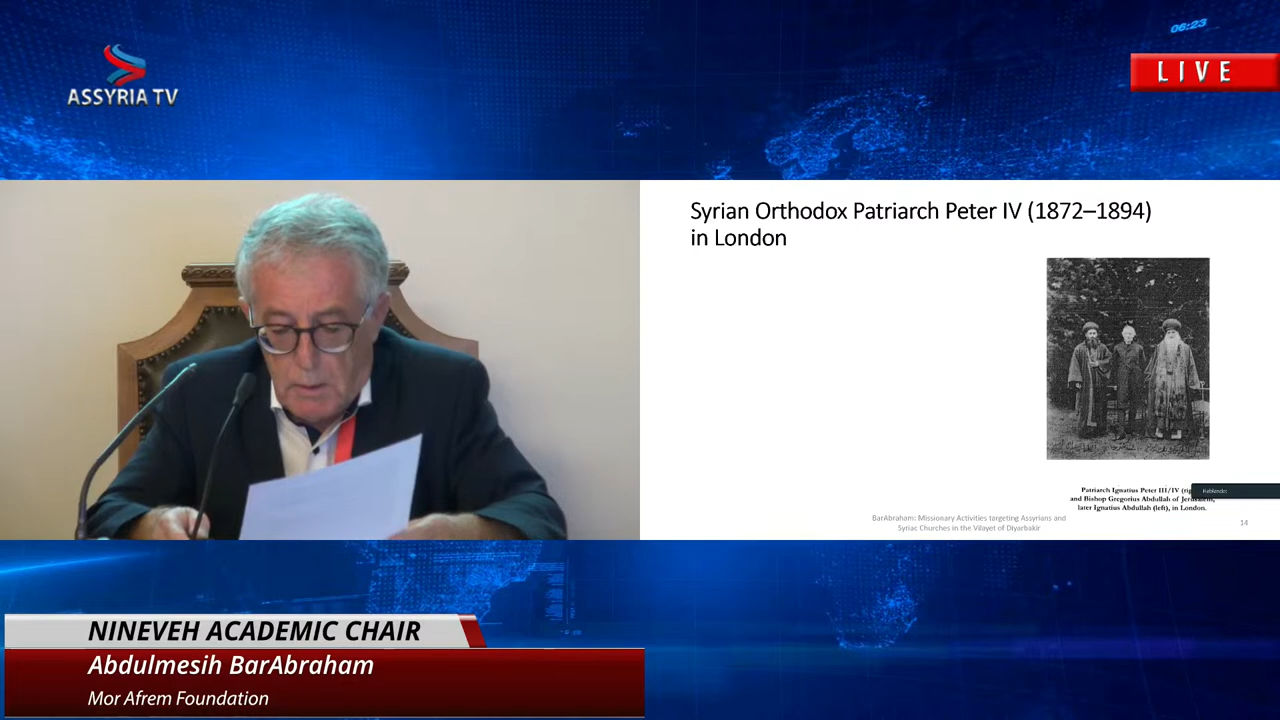 06:23
ASSYRIA TV
LIVE
Syrian Orthodox Patriarch Peter IV (1872–1894)
in London
Patriarch Ignatius Peter III/IV
Hablando:
and Bishop Gregorius Abdullah of Jerusalem,
later Ignatius Abdullah (left), in London.
BarAbraham: Missionary Activities targeting Assyrians and
Syriac Churches in the Vilayet of Diyarbakir
14
NINEVEH ACADEMIC CHAIR
Abdulmesih BarAbraham
Mor Afrem Foundation